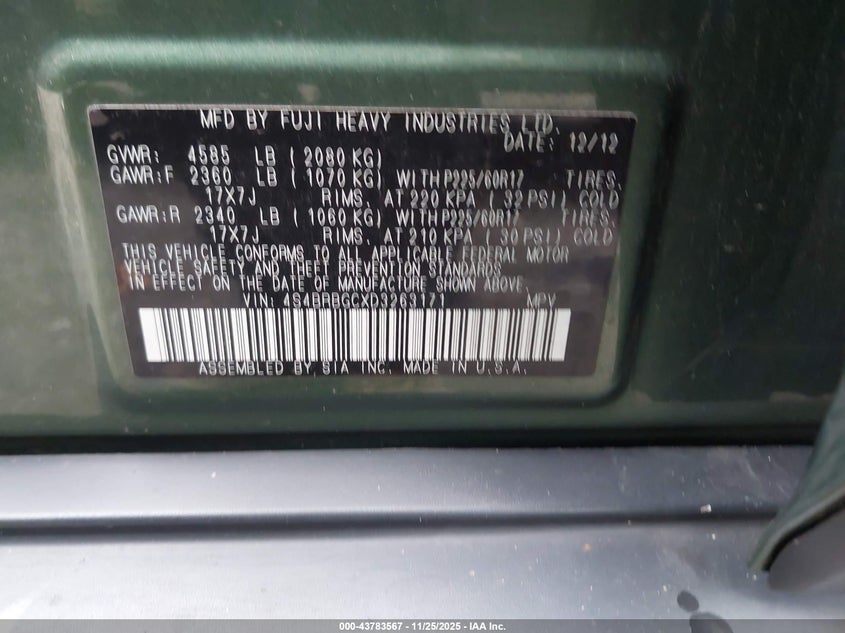 MFD BY FUJI HEAVY INDUSTRIES LTD.
DATE: 12/12
GVWR: 4585 LB ( 2080 KG)
GAWR:F 2360 LB ( 1070 KG) WITH P225/60R17 TIRES,
17X7J RIMS, AT 220 KPA ( 32 PSI) COLD
GAWR:R 2340 LB ( 1060 KG) WITH P225/60R17 TIRES,
17X7J RIMS, AT 210 KPA ( 30 PSI) COLD
THIS VEHICLE CONFORMS TO ALL APPLICABLE FEDERAL MOTOR
VEHICLE SAFETY AND THEFT PREVENTION STANDARDS
IN EFFECT ON THE DATE OF MANUFACTURE SHOWN ABOVE.
VIN: 4S4BRBGCXD3263171 MPV
ASSEMBLED BY SIA INC. MADE IN U.S.A.
000-43783567 - 11/25/2025 - IAA Inc.